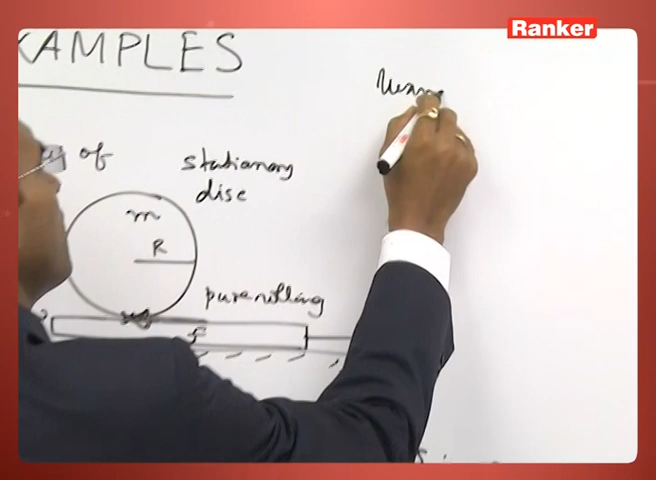 Ranker
XAMPLES
of stationary
disc
m
R
pure rolling
f